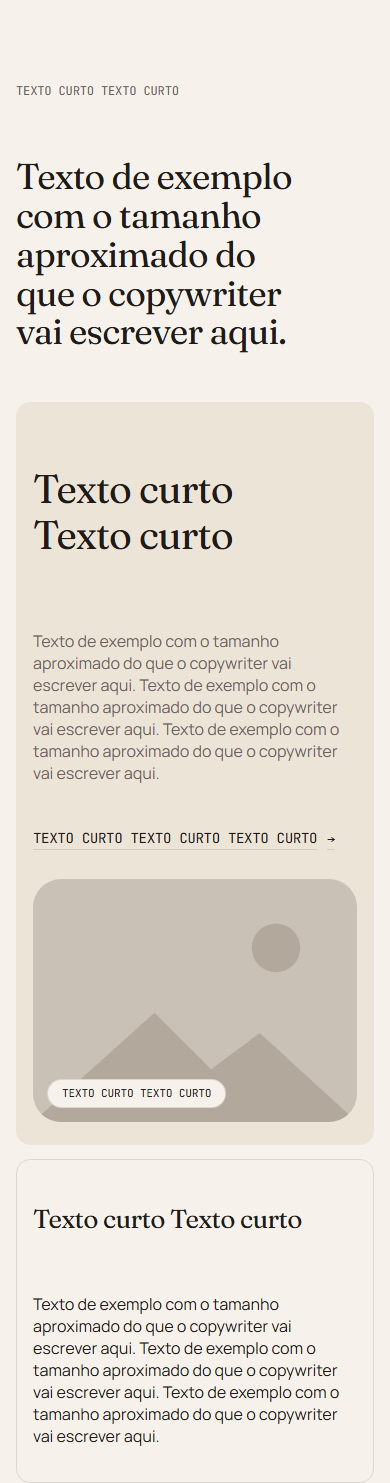 TEXTO CURTO TEXTO CURTO
Texto de exemplo
com o tamanho
aproximado do
que o copywriter
vai escrever aqui.
Texto curto
Texto curto
Texto de exemplo com o tamanho
aproximado do que o copywriter vai
escrever aqui. Texto de exemplo com o
tamanho aproximado do que o copywriter
vai escrever aqui. Texto de exemplo com o
tamanho aproximado do que o copywriter
vai escrever aqui.
TEXTO CURTO TEXTO CURTO TEXTO CURTO →
TEXTO CURTO TEXTO CURTO
Texto curto Texto curto
Texto de exemplo com o tamanho
aproximado do que o copywriter vai
escrever aqui. Texto de exemplo com o
tamanho aproximado do que o copywriter
vai escrever aqui. Texto de exemplo com o
tamanho aproximado do que o copywriter
vai escrever aqui.